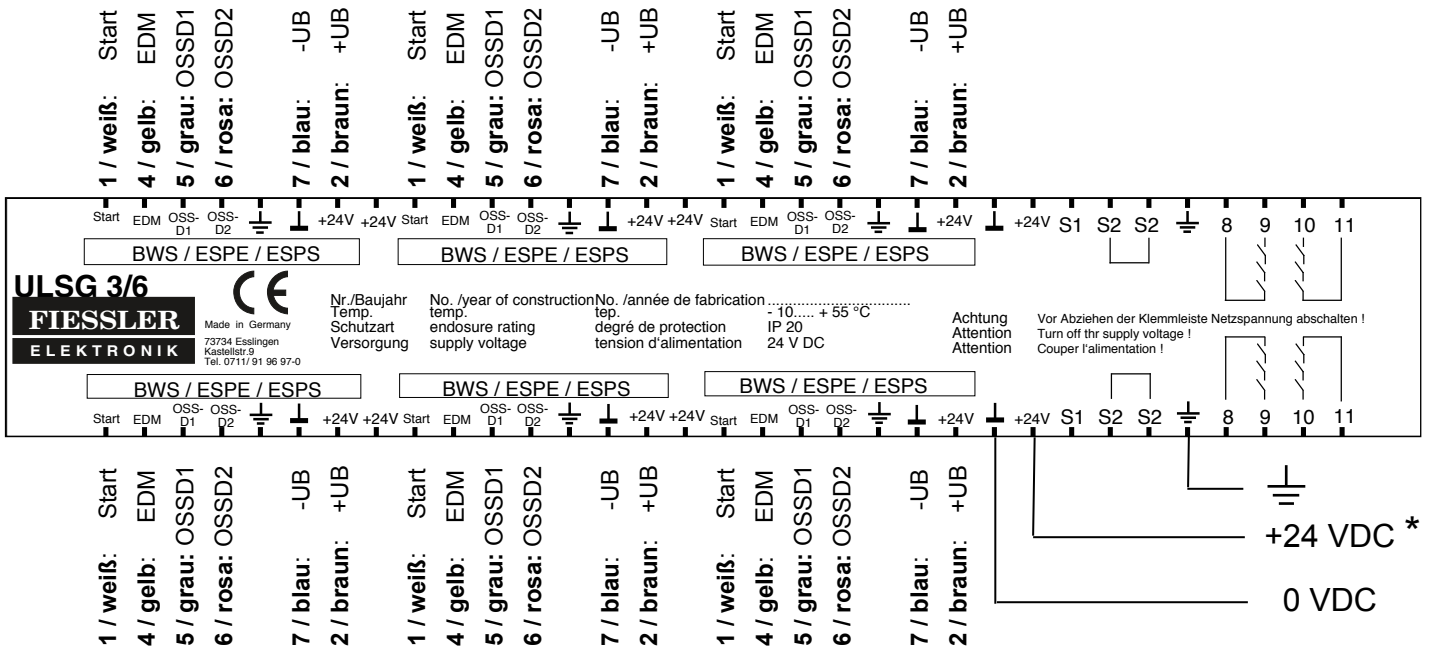 1 / weiß: Start
4 / gelb: EDM
5 / grau: OSSD1
6 / rosa: OSSD2
7 / blau: -UB
2 / braun: +UB
1 / weiß: Start
4 / gelb: EDM
5 / grau: OSSD1
6 / rosa: OSSD2
7 / blau: -UB
2 / braun: +UB
1 / weiß: Start
4 / gelb: EDM
5 / grau: OSSD1
6 / rosa: OSSD2
7 / blau: -UB
2 / braun: +UB
Start EDM OSS-D1 OSS-D2 +24V +24V Start EDM OSS-D1 OSS-D2 +24V +24V Start EDM OSS-D1 OSS-D2 +24V +24V S1 S2 S2 8 9 10 11
BWS / ESPE / ESPS BWS / ESPE / ESPS BWS / ESPE / ESPS
ULSG 3/6
FIESSLER
ELEKTRONIK
CE
Made in Germany
73734 Esslingen
Kastellstr.9
Tel. 0711/ 91 96 97-0
Nr./Baujahr No. /year of construction No. /année de fabrication ..................................
Temp. temp. tep. - 10..... + 55 °C
Schutzart endosure rating degré de protection IP 20
Versorgung supply voltage tension d'alimentation 24 V DC
Achtung Vor Abziehen der Klemmleiste Netzspannung abschalten !
Attention Turn off thr supply voltage !
Attention Couper l'alimentation !
BWS / ESPE / ESPS BWS / ESPE / ESPS BWS / ESPE / ESPS
Start EDM OSS-D1 OSS-D2 +24V +24V Start EDM OSS-D1 OSS-D2 +24V +24V Start EDM OSS-D1 OSS-D2 +24V +24V S1 S2 S2 8 9 10 11
1 / weiß: Start
4 / gelb: EDM
5 / grau: OSSD1
6 / rosa: OSSD2
7 / blau: -UB
2 / braun: +UB
1 / weiß: Start
4 / gelb: EDM
5 / grau: OSSD1
6 / rosa: OSSD2
7 / blau: -UB
2 / braun: +UB
1 / weiß: Start
4 / gelb: EDM
5 / grau: OSSD1
6 / rosa: OSSD2
7 / blau: -UB
2 / braun: +UB
+24 VDC *
0 VDC